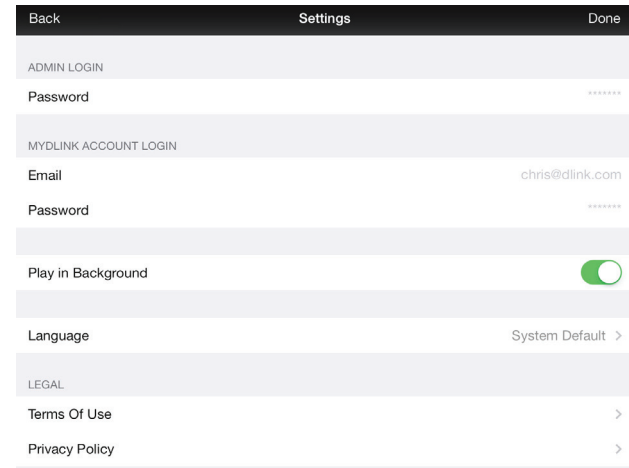 Back Settings Done
ADMIN LOGIN
Password *******
MYDLINK ACCOUNT LOGIN
Email chris@dlink.com
Password *******
Play in Background
Language System Default >
LEGAL
Terms Of Use >
Privacy Policy >